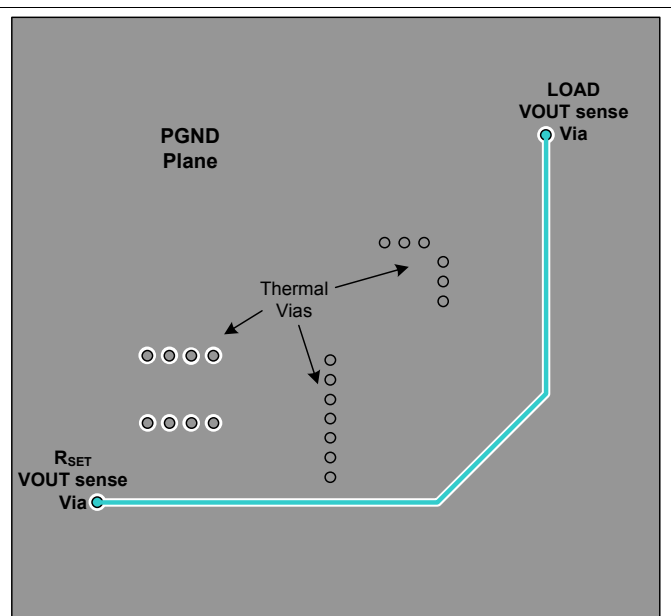 LOAD
VOUT sense
Via
PGND
Plane
Thermal
Vias
RSET
VOUT sense
Via